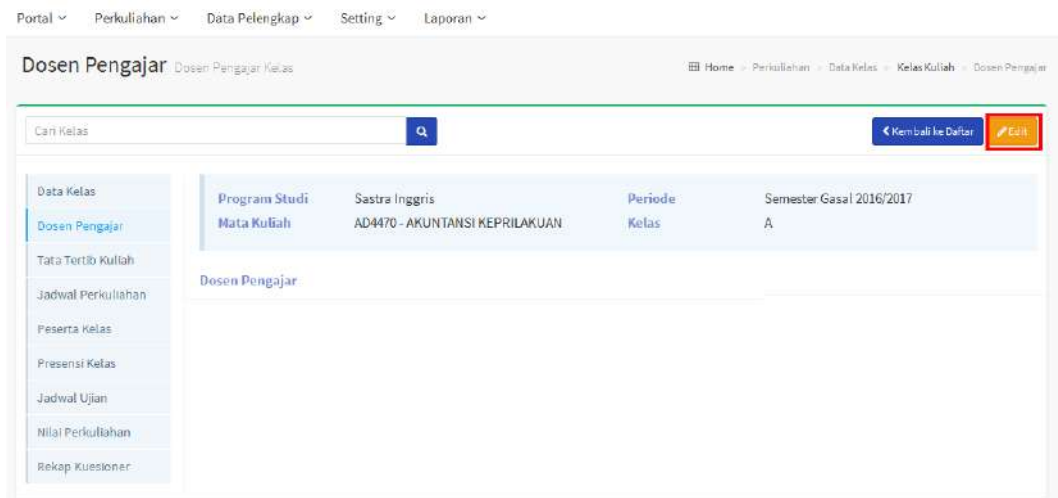 Portal Perkuliahan Data Pelengkap Setting Laporan
Dosen Pengajar Dosen Pengajar Kelas
Home Perkuliahan Data Kelas Kelas Kuliah Dosen Pengajar
Cari Kelas
Kembali ke Daftar Edit
Data Kelas
Dosen Pengajar
Tata Tertib Kuliah
Jadwal Perkuliahan
Peserta Kelas
Presensi Kelas
Jadwal Ujian
Nilai Perkuliahan
Rekap Kuesioner
Program Studi Sastra Inggris Periode Semester Gasal 2016/2017
Mata Kuliah AD4470 - AKUNTANSI KEPRILAKUAN Kelas A
Dosen Pengajar